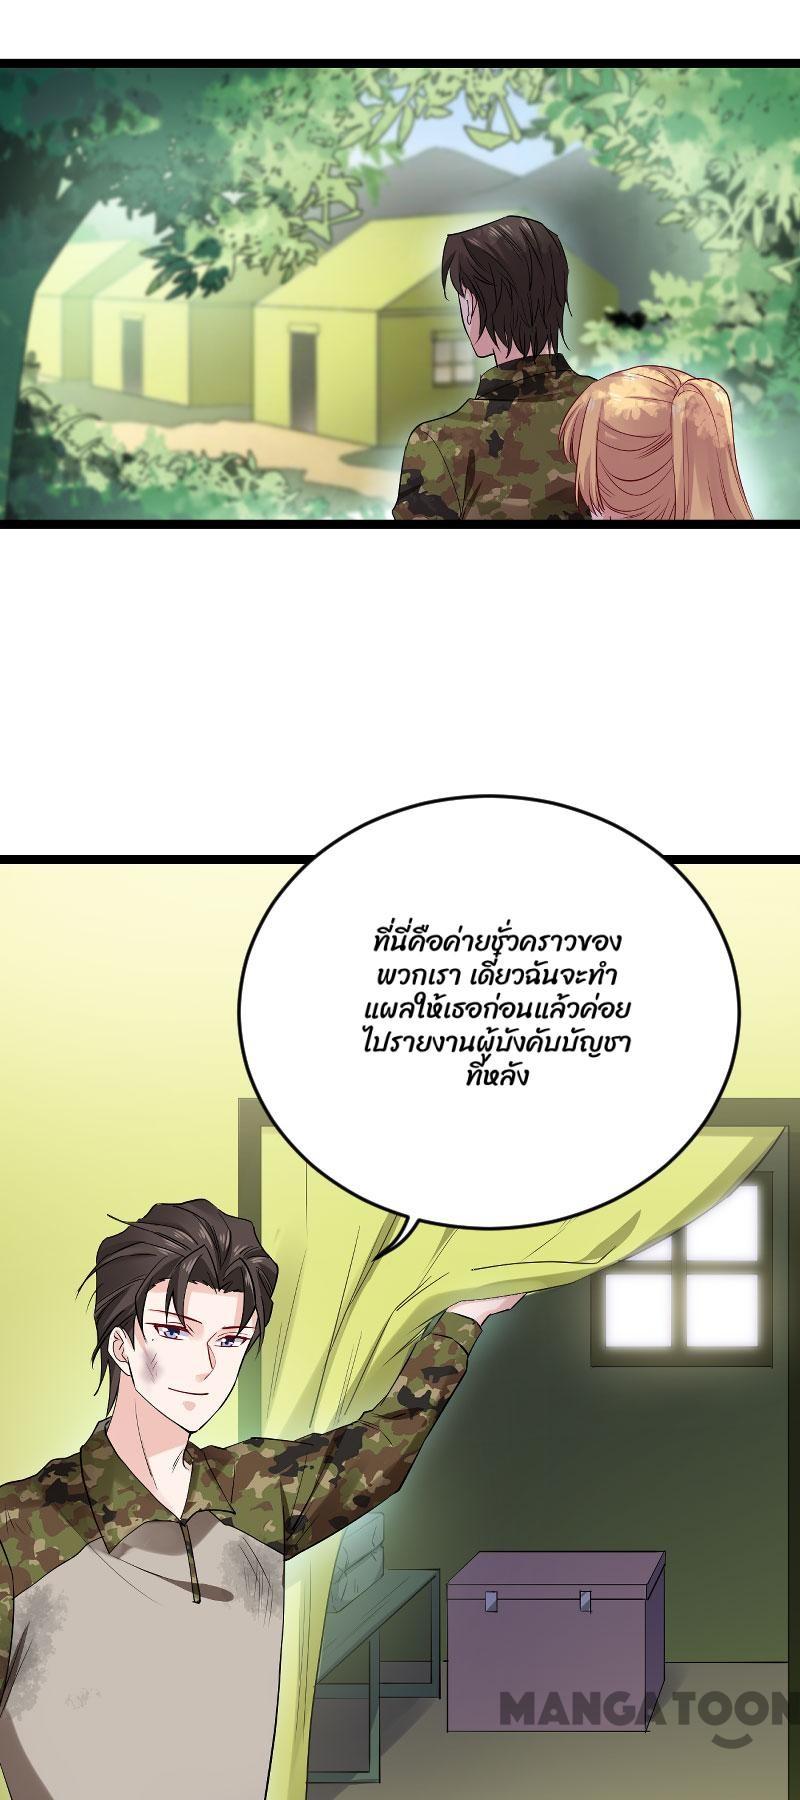 ที่นี่คือค่ายชั่วคราวของ
พวกเรา เดี๋ยวฉันจะทำ
แผลให้เธอก่อนแล้วค่อย
ไปรายงานผู้บังคับบัญชา
ทีหลัง
MANGATOON